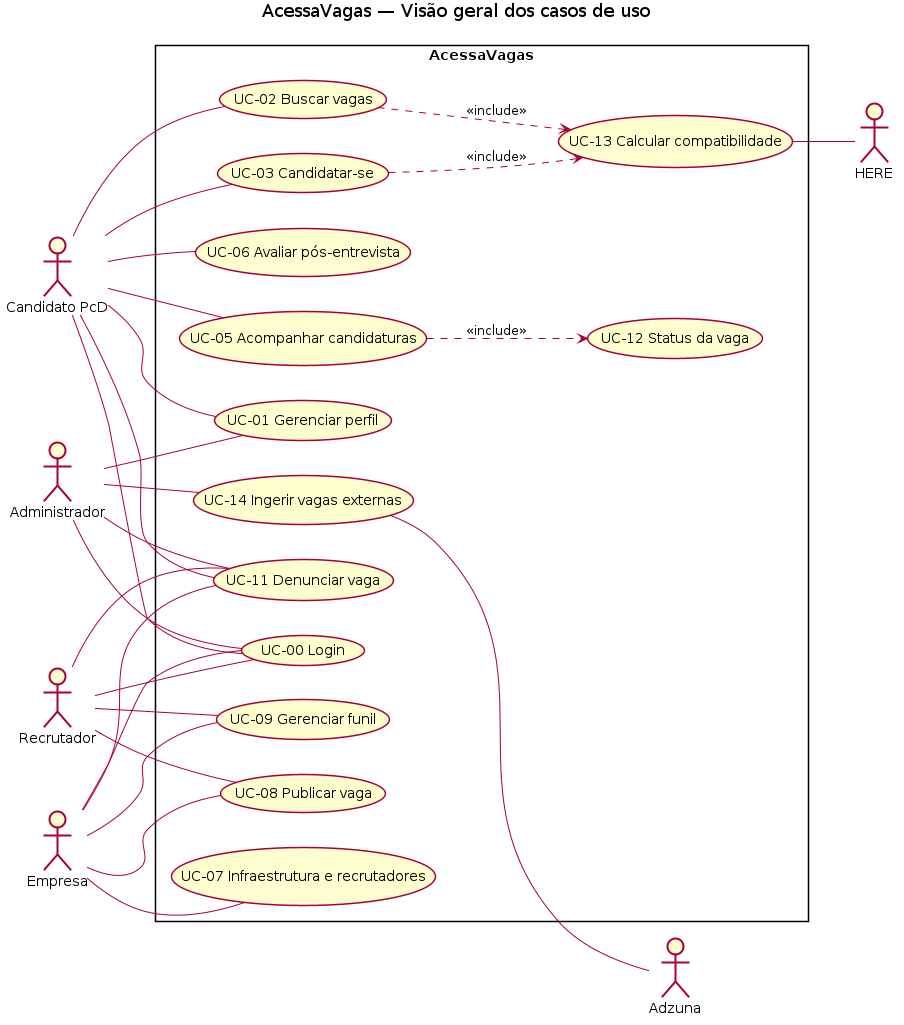 AcessaVagas — Visão geral dos casos de uso
AcessaVagas
UC-02 Buscar vagas
«include»
UC-13 Calcular compatibilidade
HERE
UC-03 Candidatar-se
«include»
UC-06 Avaliar pós-entrevista
Candidato PcD
UC-05 Acompanhar candidaturas
«include»
UC-12 Status da vaga
UC-01 Gerenciar perfil
UC-14 Ingerir vagas externas
Administrador
UC-11 Denunciar vaga
UC-00 Login
UC-09 Gerenciar funil
Recrutador
UC-08 Publicar vaga
UC-07 Infraestrutura e recrutadores
Empresa
Adzuna